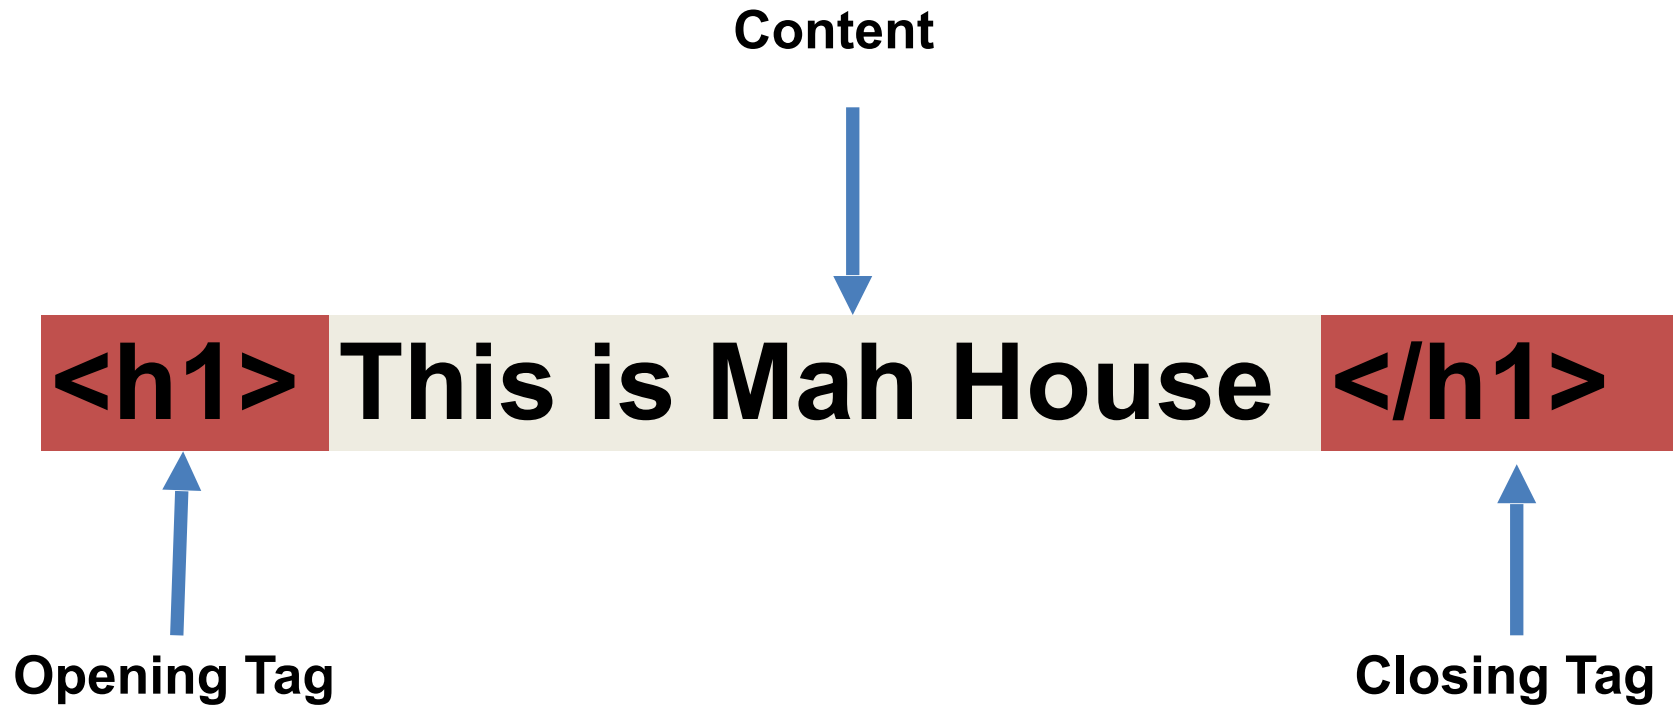 Content
<h1> This is Mah House </h1>
Opening Tag
Closing Tag